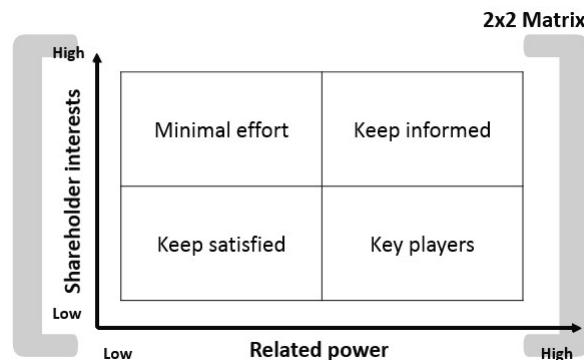 2x2 Matrix
High
Shareholder interests
Minimal effort
Keep informed
Keep satisfied
Key players
Low
Low
Related power
High